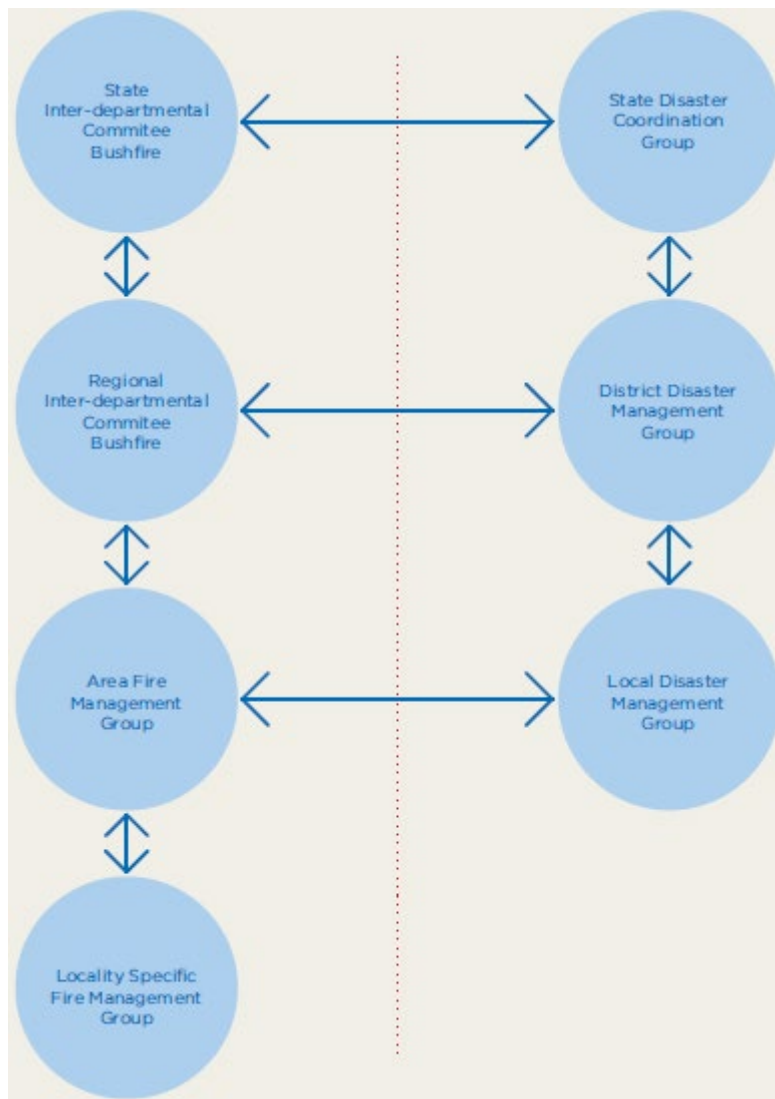 State
Inter-departmental
Commitee
Bushfire
State Disaster
Coordination
Group
Regional
Inter-departmental
Commitee
Bushfire
District Disaster
Management
Group
Area Fire
Management
Group
Local Disaster
Management
Group
Locality Specific
Fire Management
Group